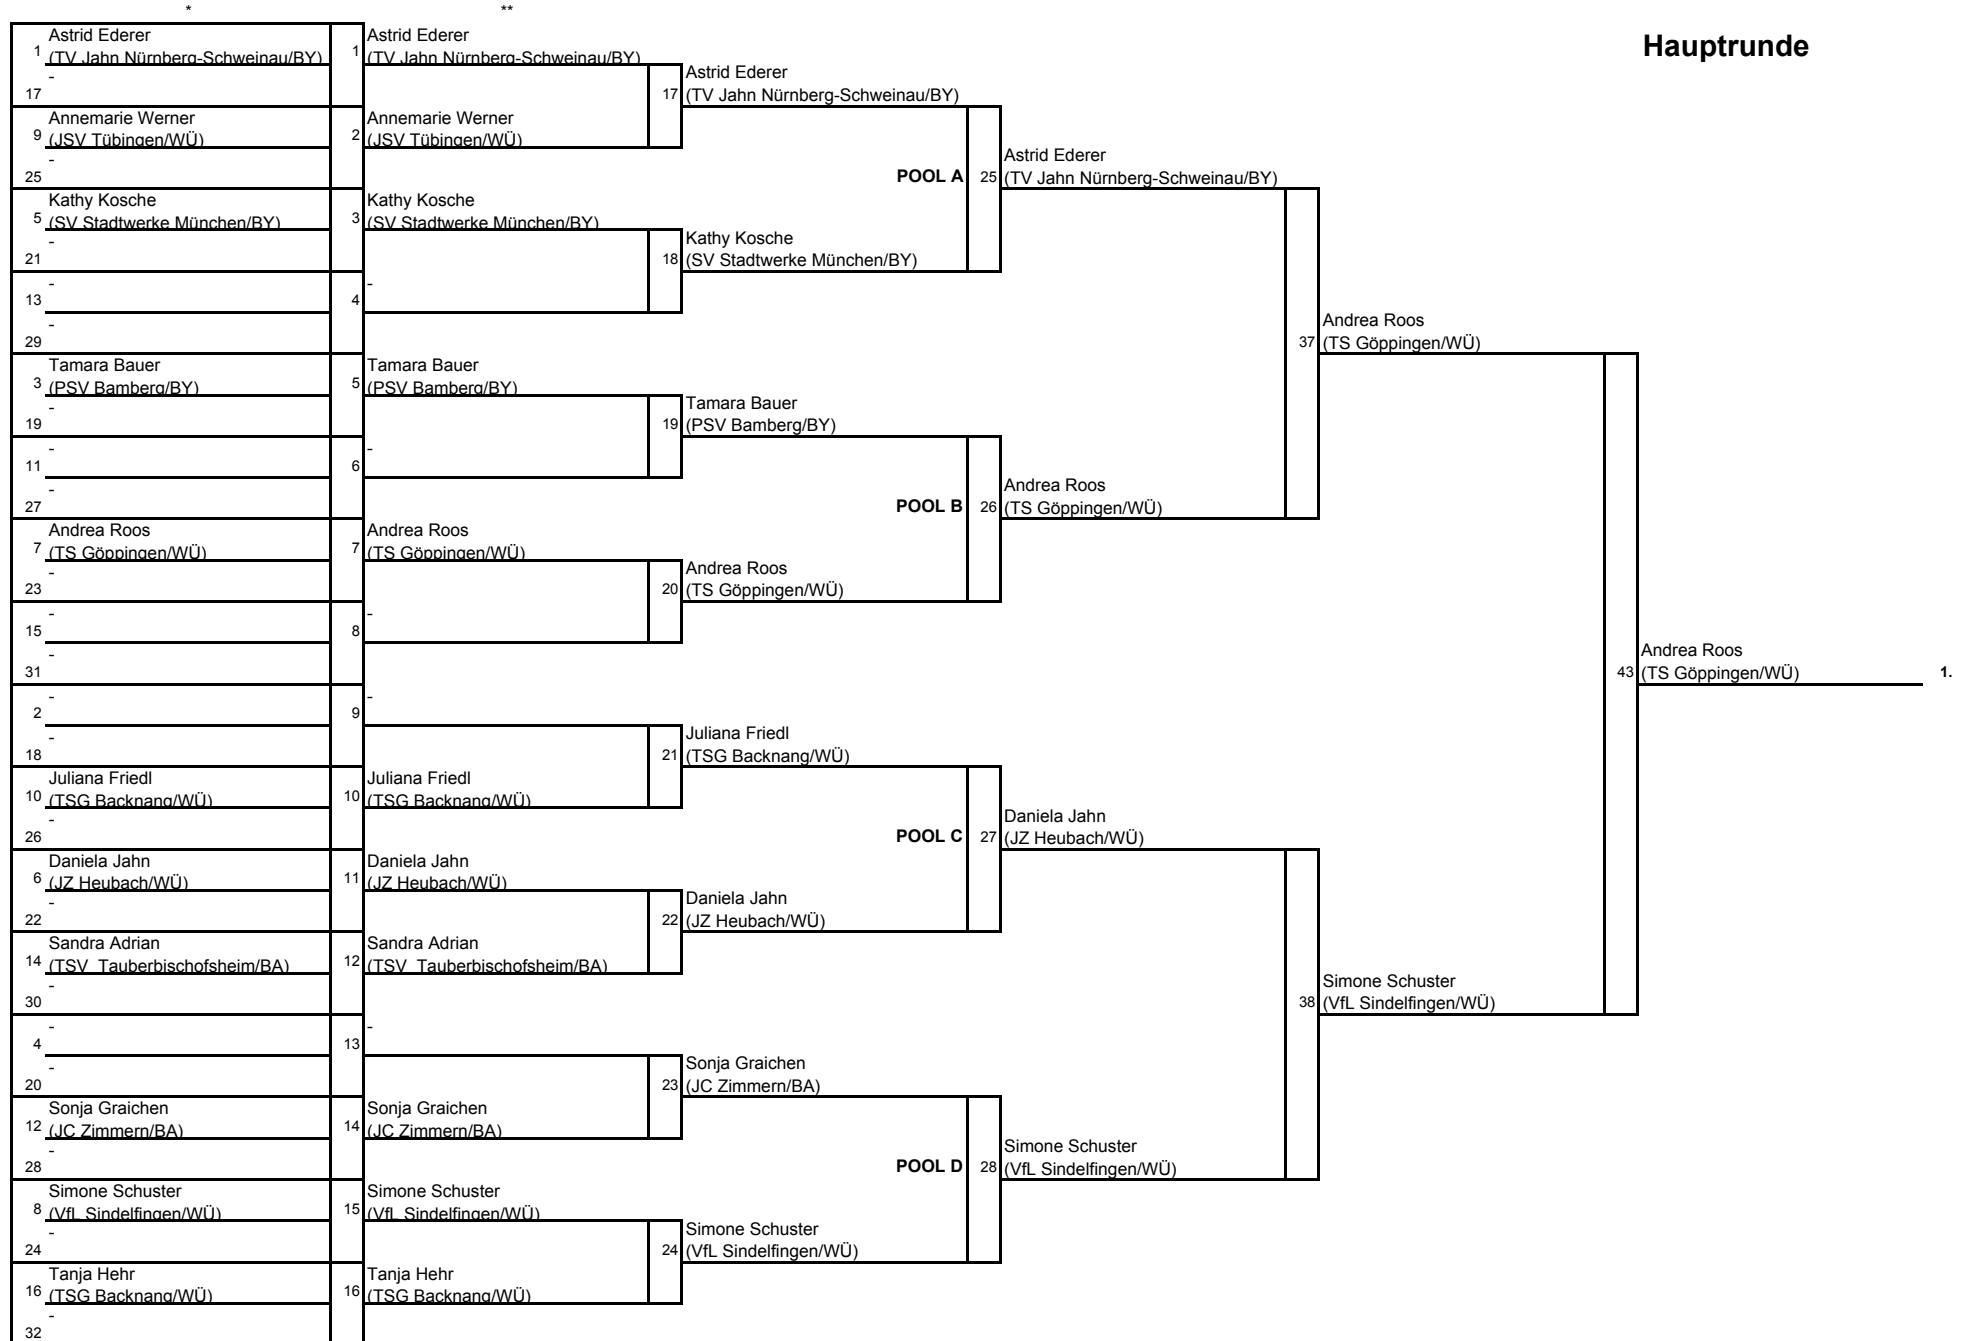 * **
Hauptrunde
Astrid Ederer
1 (TV Jahn Nürnberg-Schweinau/BY)
-
17
Annemarie Werner
9 (JSV Tübingen/WÜ)
-
25
Kathy Kosche
5 (SV Stadtwerke München/BY)
-
21
-
13
-
29
Tamara Bauer
3 (PSV Bamberg/BY)
-
19
-
11
-
27
Andrea Roos
7 (TS Göppingen/WÜ)
-
23
-
15
-
31
-
2
-
18
Juliana Friedl
10 (TSG Backnang/WÜ)
-
26
Daniela Jahn
6 (JZ Heubach/WÜ)
-
22
Sandra Adrian
14 (TSV Tauberbischofsheim/BA)
-
30
-
4
-
20
Sonja Graichen
12 (JC Zimmern/BA)
-
28
Simone Schuster
8 (VfL Sindelfingen/WÜ)
-
24
Tanja Hehr
16 (TSG Backnang/WÜ)
-
32
Astrid Ederer
1 (TV Jahn Nürnberg-Schweinau/BY)
Annemarie Werner
2 (JSV Tübingen/WÜ)
Kathy Kosche
3 (SV Stadtwerke München/BY)
-
4
Tamara Bauer
5 (PSV Bamberg/BY)
-
6
Andrea Roos
7 (TS Göppingen/WÜ)
-
8
-
9
Juliana Friedl
10 (TSG Backnang/WÜ)
Daniela Jahn
11 (JZ Heubach/WÜ)
Sandra Adrian
12 (TSV Tauberbischofsheim/BA)
-
13
Sonja Graichen
14 (JC Zimmern/BA)
Simone Schuster
15 (VfL Sindelfingen/WÜ)
Tanja Hehr
16 (TSG Backnang/WÜ)
Astrid Ederer
17 (TV Jahn Nürnberg-Schweinau/BY)
Kathy Kosche
18 (SV Stadtwerke München/BY)
Tamara Bauer
19 (PSV Bamberg/BY)
Andrea Roos
20 (TS Göppingen/WÜ)
Juliana Friedl
21 (TSG Backnang/WÜ)
Daniela Jahn
22 (JZ Heubach/WÜ)
Sonja Graichen
23 (JC Zimmern/BA)
Simone Schuster
24 (VfL Sindelfingen/WÜ)
Astrid Ederer
POOL A 25 (TV Jahn Nürnberg-Schweinau/BY)
Andrea Roos
POOL B 26 (TS Göppingen/WÜ)
Daniela Jahn
POOL C 27 (JZ Heubach/WÜ)
Simone Schuster
POOL D 28 (VfL Sindelfingen/WÜ)
Andrea Roos
37 (TS Göppingen/WÜ)
Simone Schuster
38 (VfL Sindelfingen/WÜ)
Andrea Roos
43 (TS Göppingen/WÜ) 1.